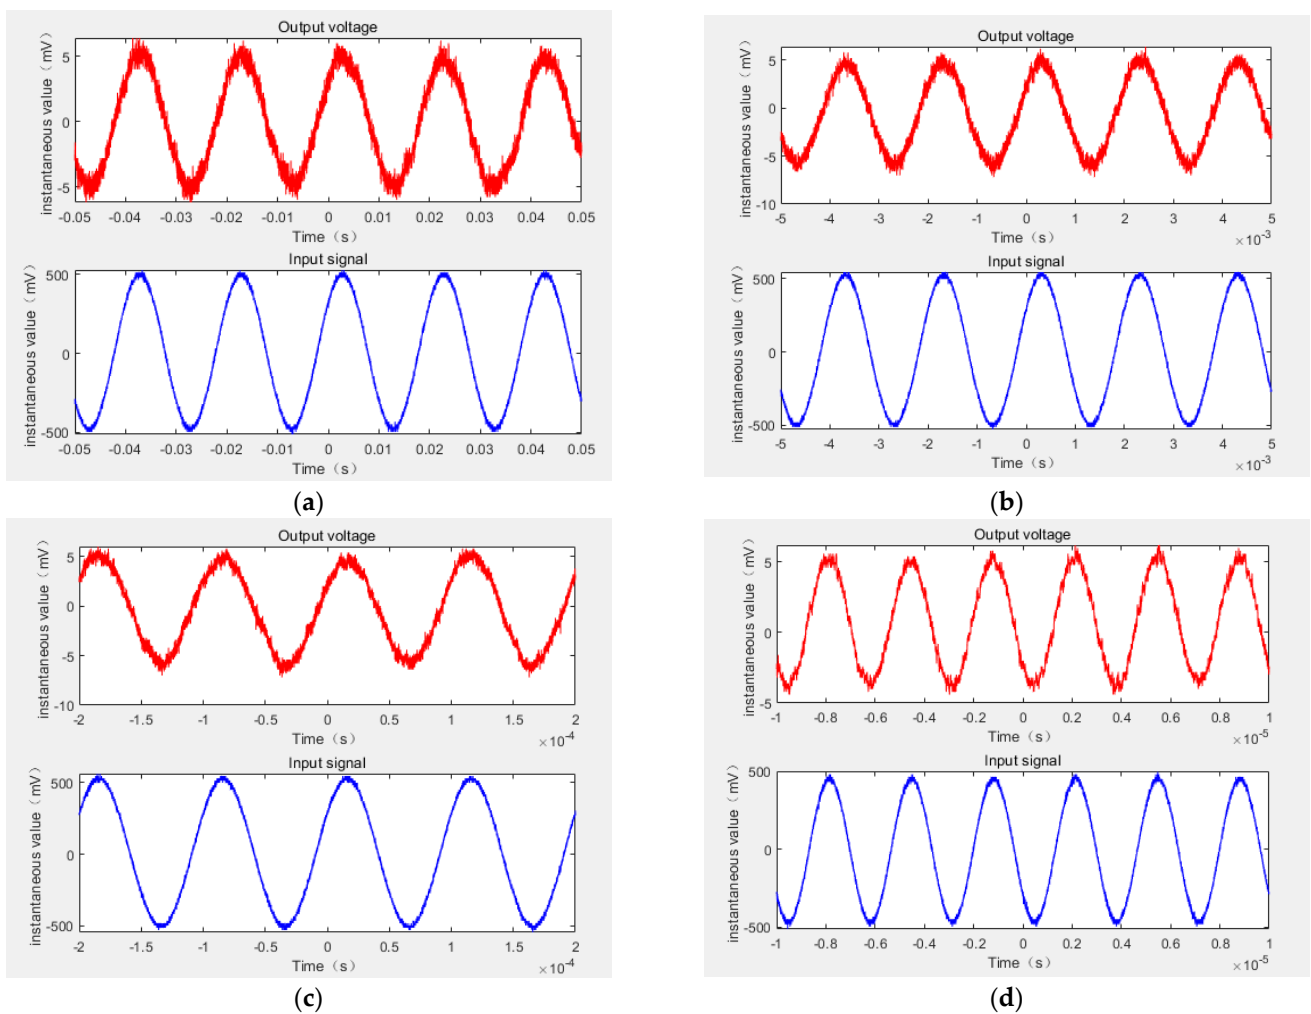 Output voltage
instantaneous value（mV）
5
0
-5
-0.05 -0.04 -0.03 -0.02 -0.01 0 0.01 0.02 0.03 0.04 0.05
Time（s）
Input signal
instantaneous value（mV）
500
0
-500
-0.05 -0.04 -0.03 -0.02 -0.01 0 0.01 0.02 0.03 0.04 0.05
Time（s）
(a)
Output voltage
instantaneous value（mV）
5
0
-5
-10
-5 -4 -3 -2 -1 0 1 2 3 4 5
Time（s）
×10-3
Input signal
instantaneous value（mV）
500
0
-500
-5 -4 -3 -2 -1 0 1 2 3 4 5
Time（s）
×10-3
(b)
Output voltage
instantaneous value（mV）
5
0
-5
-10
-2 -1.5 -1 -0.5 0 0.5 1 1.5 2
Time（s）
×10-4
Input signal
instantaneous value（mV）
500
0
-500
-2 -1.5 -1 -0.5 0 0.5 1 1.5 2
Time（s）
×10-4
(c)
Output voltage
instantaneous value（mV）
5
0
-5
-1 -0.8 -0.6 -0.4 -0.2 0 0.2 0.4 0.6 0.8 1
Time（s）
×10-5
Input signal
instantaneous value（mV）
500
0
-500
-1 -0.8 -0.6 -0.4 -0.2 0 0.2 0.4 0.6 0.8 1
Time（s）
×10-5
(d)